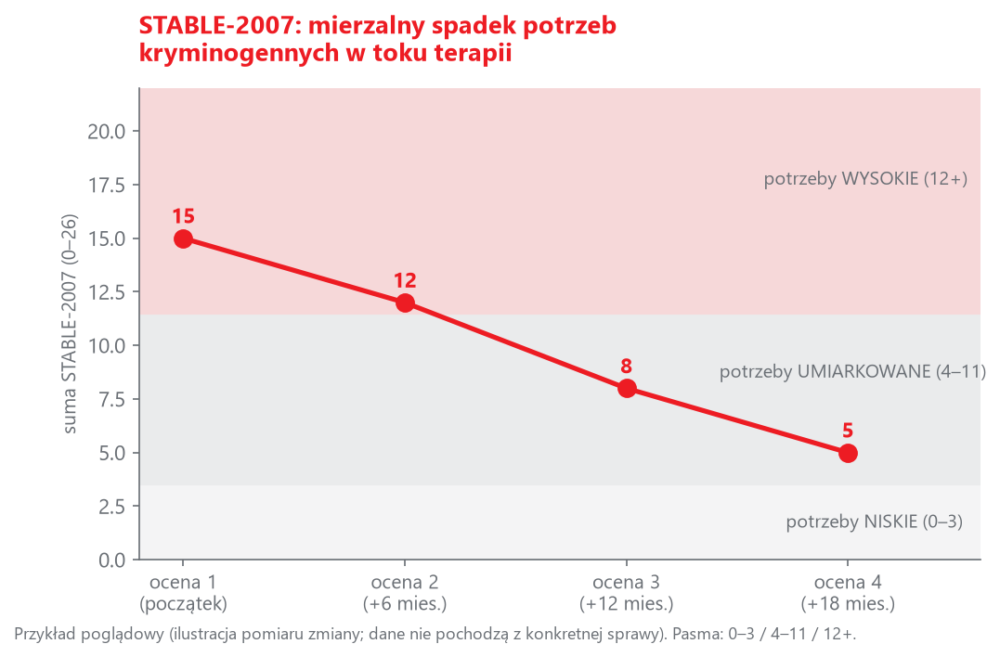 STABLE-2007: mierzalny spadek potrzeb
kryminogennych w toku terapii
suma STABLE-2007 (0–26)
20.0
17.5
15.0
12.5
10.0
7.5
5.0
2.5
0.0
potrzeby WYSOKIE (12+)
potrzeby UMIARKOWANE (4–11)
potrzeby NISKIE (0–3)
15
12
8
5
ocena 1
(początek)
ocena 2
(+6 mies.)
ocena 3
(+12 mies.)
ocena 4
(+18 mies.)
Przykład poglądowy (ilustracja pomiaru zmiany; dane nie pochodzą z konkretnej sprawy). Pasma: 0–3 / 4–11 / 12+.